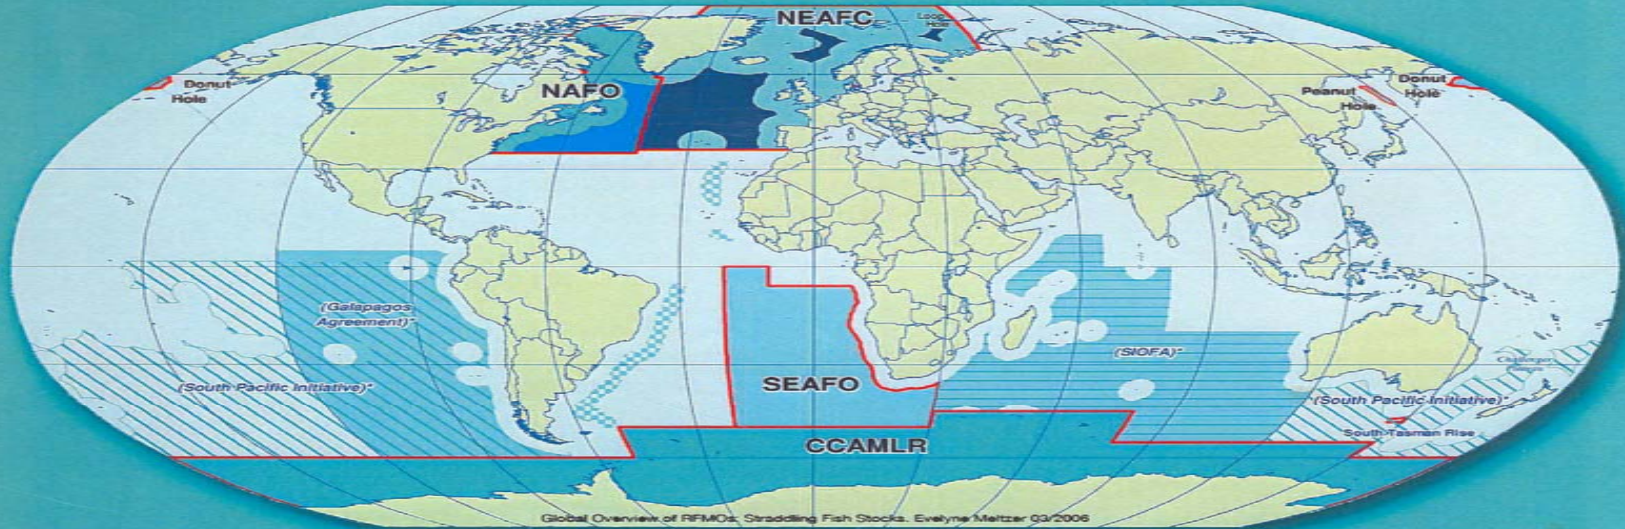 NEAFC
Loop
Hole
Donut
Hole
NAFO
Donut
Hole
Peanut
Hole
(Galapagos
Agreement)*
(SIOFA)*
(South Pacific Initiative)*
SEAFO
(South Pacific Initiative)*
South Tasman Rise
CCAMLR
Global Overview of RFMOs: Straddling Fish Stocks. Evelyne Meltzer 03/2006